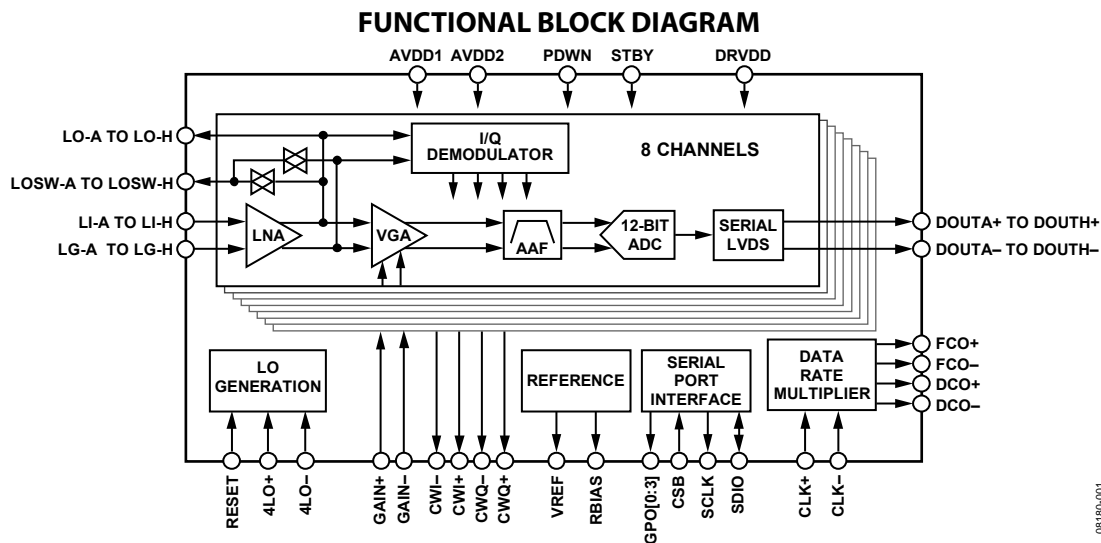 FUNCTIONAL BLOCK DIAGRAM
AVDD1 AVDD2 PDWN STBY DRVDD
LO-A TO LO-H
I/Q
DEMODULATOR
8 CHANNELS
LOSW-A TO LOSW-H
LI-A TO LI-H
LG-A TO LG-H
LNA
VGA
AAF
12-BIT
ADC
SERIAL
LVDS
DOUTA+ TO DOUTH+
DOUTA– TO DOUTH–
LO
GENERATION
REFERENCE
SERIAL
PORT
INTERFACE
DATA
RATE
MULTIPLIER
FCO+
FCO–
DCO+
DCO–
RESET
4LO+
4LO–
GAIN+
GAIN–
CWI–
CWI+
CWQ–
CWQ+
VREF
RBIAS
GPO[0:3]
CSB
SCLK
SDIO
CLK+
CLK–
08180-001